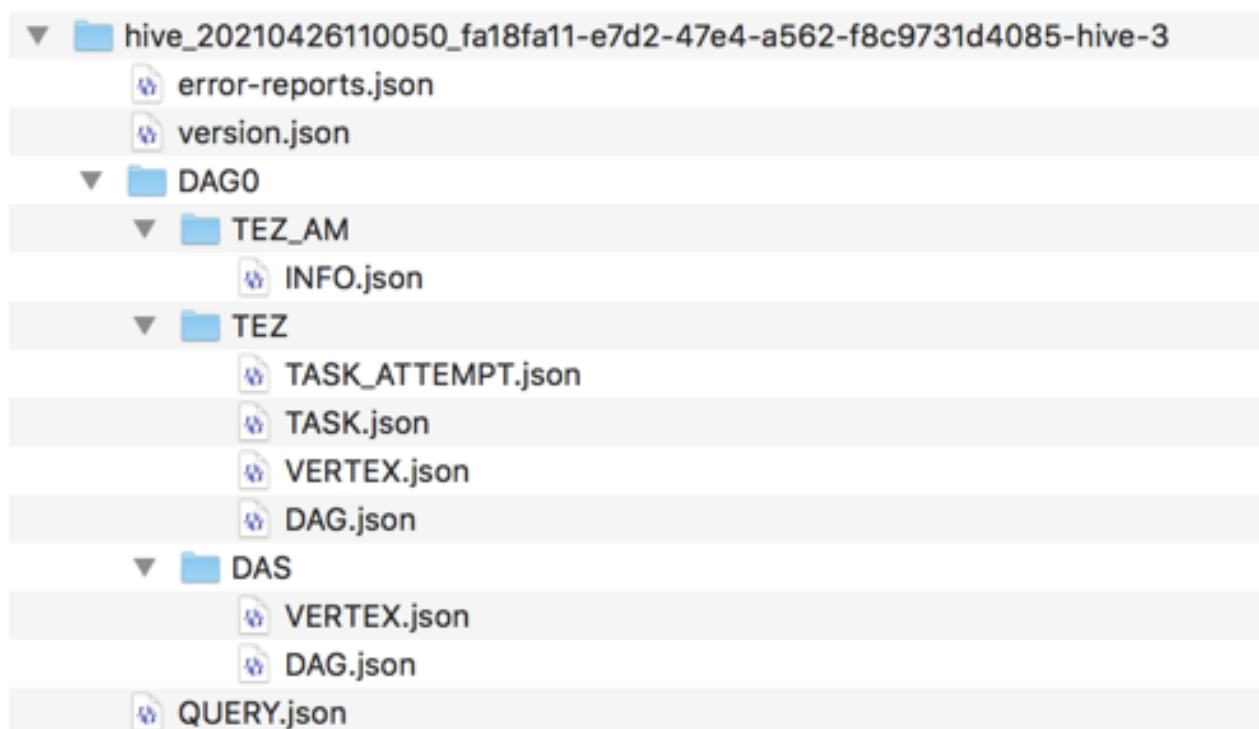 hive_20210426110050_fa18fa11-e7d2-47e4-a562-f8c9731d4085-hive-3
error-reports.json
version.json
DAG0
TEZ_AM
INFO.json
TEZ
TASK_ATTEMPT.json
TASK.json
VERTEX.json
DAG.json
DAS
VERTEX.json
DAG.json
QUERY.json